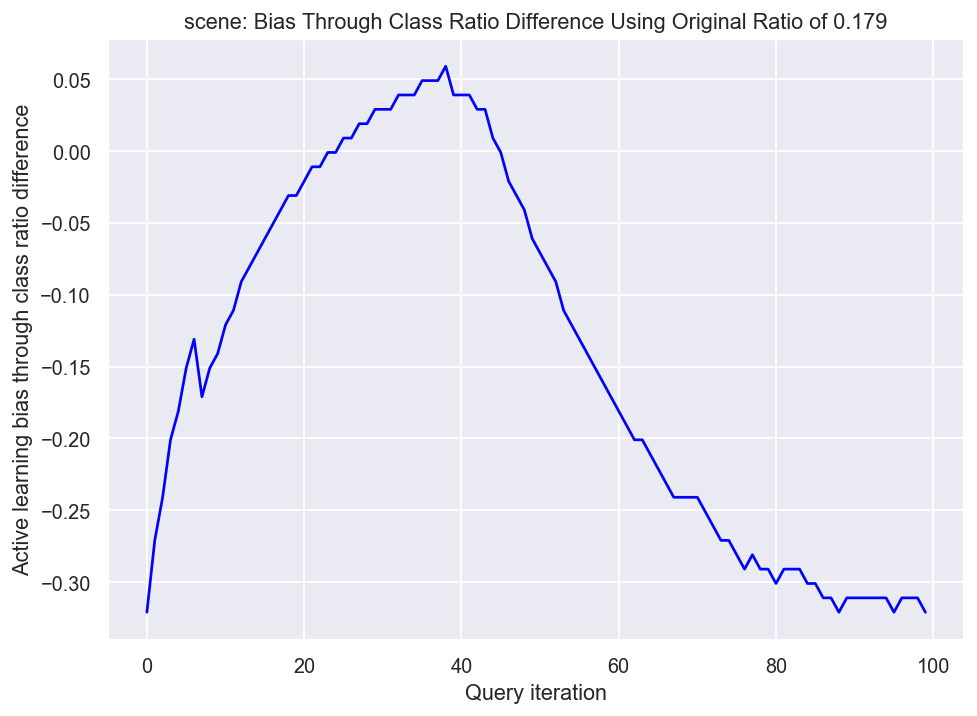 scene: Bias Through Class Ratio Difference Using Original Ratio of 0.179
Active learning bias through class ratio difference
0.05
0.00
−0.05
−0.10
−0.15
−0.20
−0.25
−0.30
0 20 40 60 80 100
Query iteration